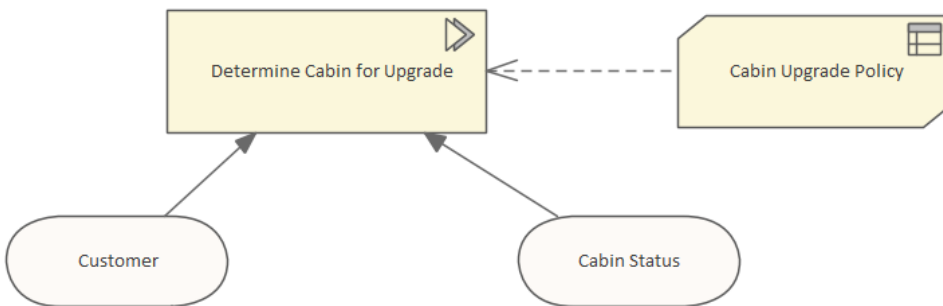 Determine Cabin for Upgrade
Cabin Upgrade Policy
Customer
Cabin Status